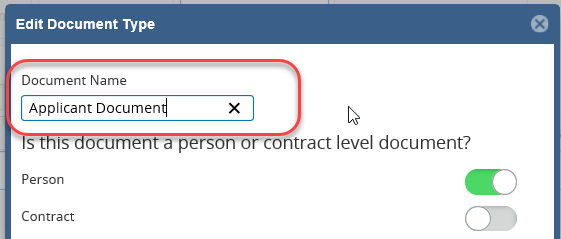 Edit Document Type
Document Name
Applicant Document
Is this document a person or contract level document?
Person
Contract